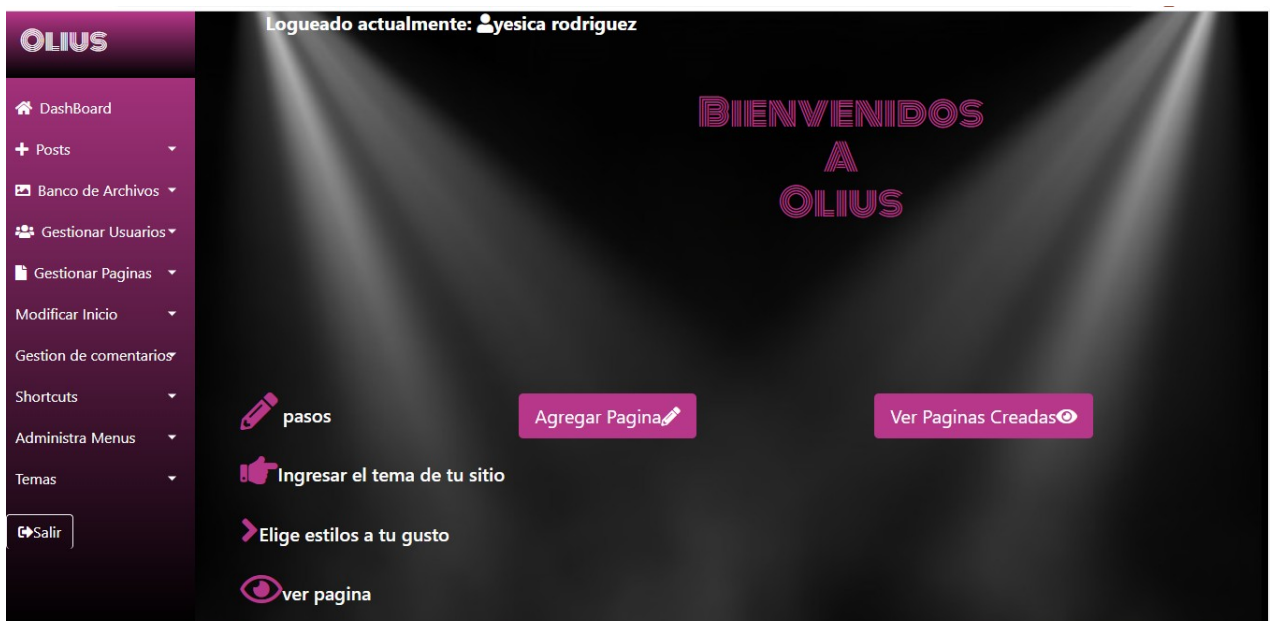 Olius
DashBoard
Posts
Banco de Archivos
Gestionar Usuarios
Gestionar Paginas
Modificar Inicio
Gestion de comentarios
Shortcuts
Administra Menus
Temas
Salir
Logueado actualmente: yesica rodriguez
Bienvenidos
A
Olius
pasos
Agregar Pagina
Ver Paginas Creadas
Ingresar el tema de tu sitio
Elige estilos a tu gusto
ver pagina